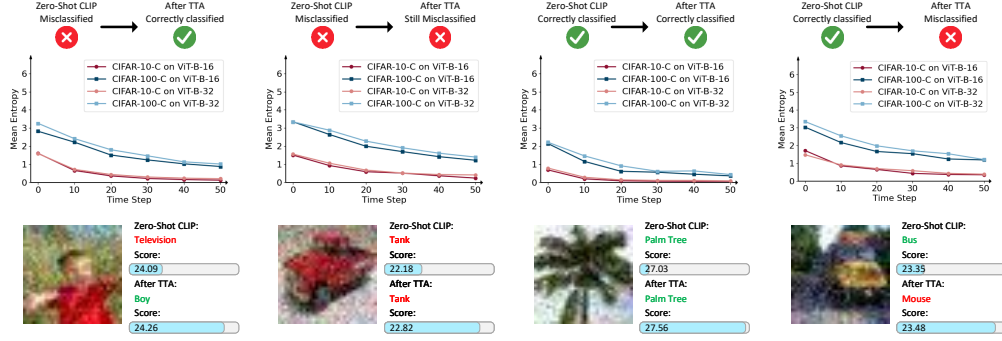 Zero-Shot CLIP
Misclassified
After TTA
Correctly classified
Mean Entropy
6
5
4
3
2
1
0
CIFAR-10-C on ViT-B-16
CIFAR-100-C on ViT-B-16
CIFAR-10-C on ViT-B-32
CIFAR-100-C on ViT-B-32
0 10 20 30 40 50
Time Step
Zero-Shot CLIP:
Television
Score:
24.09
After TTA:
Boy
Score:
24.26
Zero-Shot CLIP
Misclassified
After TTA
Still Misclassified
Mean Entropy
6
5
4
3
2
1
0
CIFAR-10-C on ViT-B-16
CIFAR-100-C on ViT-B-16
CIFAR-10-C on ViT-B-32
CIFAR-100-C on ViT-B-32
0 10 20 30 40 50
Time Step
Zero-Shot CLIP:
Tank
Score:
22.18
After TTA:
Tank
Score:
22.82
Zero-Shot CLIP
Correctly classified
After TTA
Correctly classified
Mean Entropy
6
5
4
3
2
1
0
CIFAR-10-C on ViT-B-16
CIFAR-100-C on ViT-B-16
CIFAR-10-C on ViT-B-32
CIFAR-100-C on ViT-B-32
0 10 20 30 40 50
Time Step
Zero-Shot CLIP:
Palm Tree
Score:
27.03
After TTA:
Palm Tree
Score:
27.56
Zero-Shot CLIP
Correctly classified
After TTA
Misclassified
Mean Entropy
6
5
4
3
2
1
0
CIFAR-10-C on ViT-B-16
CIFAR-100-C on ViT-B-16
CIFAR-10-C on ViT-B-32
CIFAR-100-C on ViT-B-32
0 10 20 30 40 50
Time Step
Zero-Shot CLIP:
Bus
Score:
23.35
After TTA:
Mouse
Score:
23.48